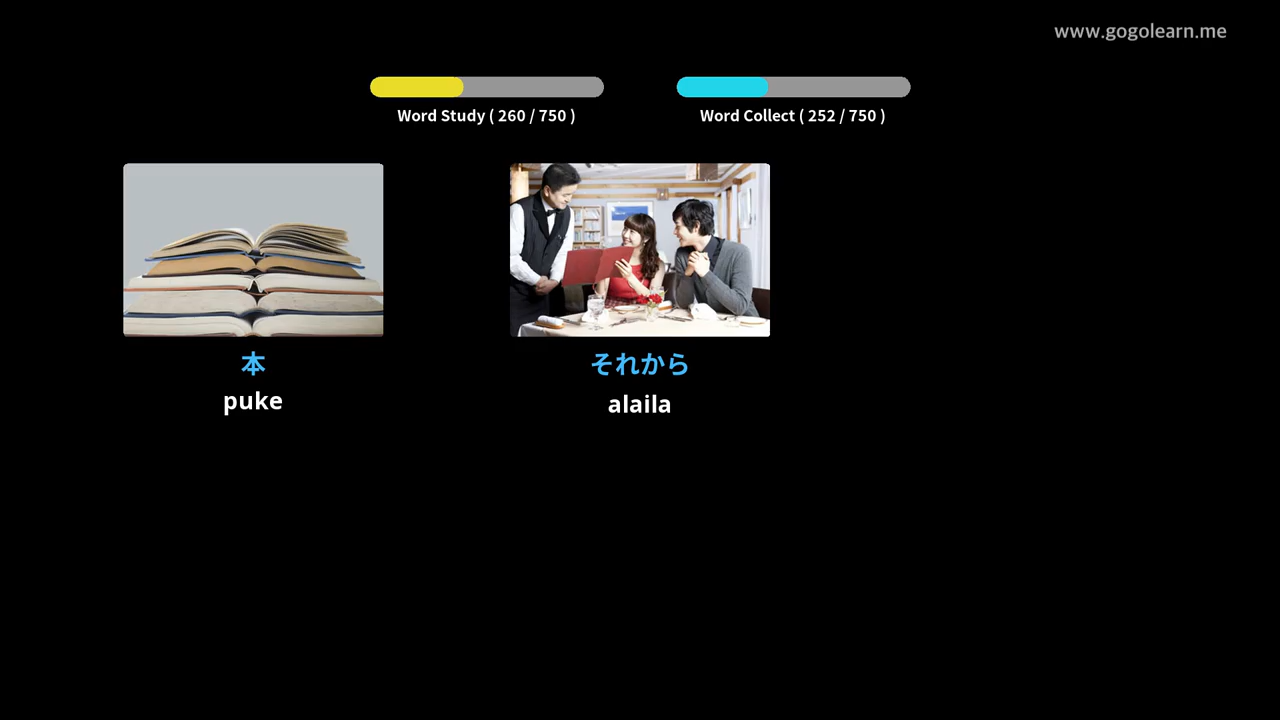 www.gogolearn.me
Word Study ( 260 / 750 )
Word Collect ( 252 / 750 )
本
puke
それから
alaila